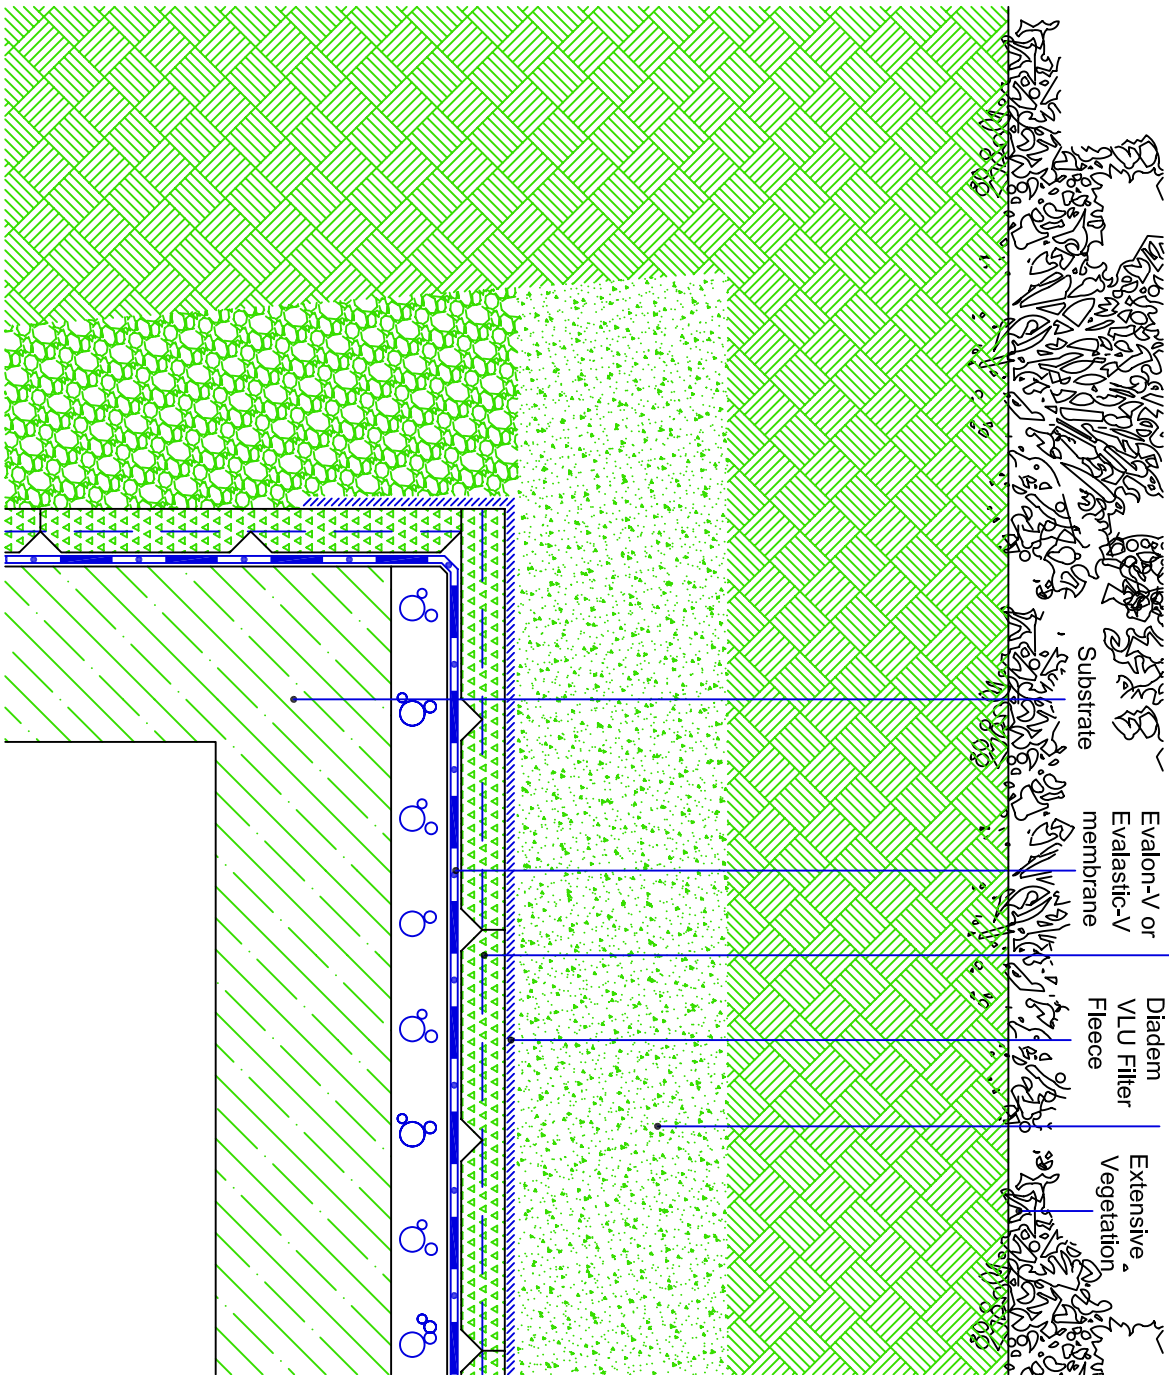 Substrate
Evalon-V or
Evalastic-V
membrane
Diadem
VLU Filter
Fleece
Extensive
Vegetation